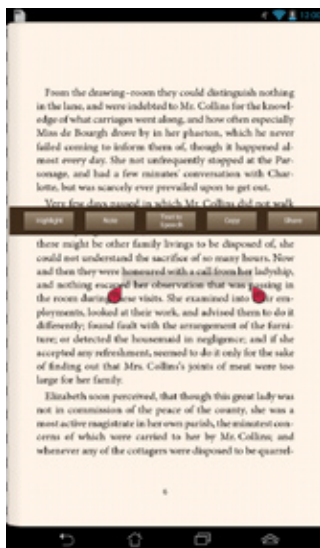 12:00
From the drawing-room they could distinguish nothing
in the lane, and were indebted to Mr. Collins for the knowl-
edge of what carriages went along, and how often especially
Miss de Bourgh drove by in her phaeton, which he never
failed coming to inform them of, though it happened al-
most every day. She not unfrequently stopped at the Par-
sonage, and had a few minutes' conversation with Char-
lotte, but was scarcely ever prevailed upon to get out.
Very few days passed in which Mr. Collins did not walk
Highlight Note Text to Speech Copy Share
there might be other family livings to be disposed of, she
could not understand the sacrifice of so many hours. Now
and then they were honoured with a call from her ladyship,
and nothing escaped her observation that was passing in
the room during these visits. She examined into their em-
ployments, looked at their work, and advised them to do it
differently; found fault with the arrangement of the furni-
ture; or detected the housemaid in negligence; and if she
accepted any refreshment, seemed to do it only for the sake
of finding out that Mrs. Collins's joints of meat were too
large for her family.
Elizabeth soon perceived, that though this great lady was
not in commission of the peace of the county, she was a
most active magistrate in her own parish, the minutest con-
cerns of which were carried to her by Mr. Collins; and
whenever any of the cottagers were disposed to be quarrel-